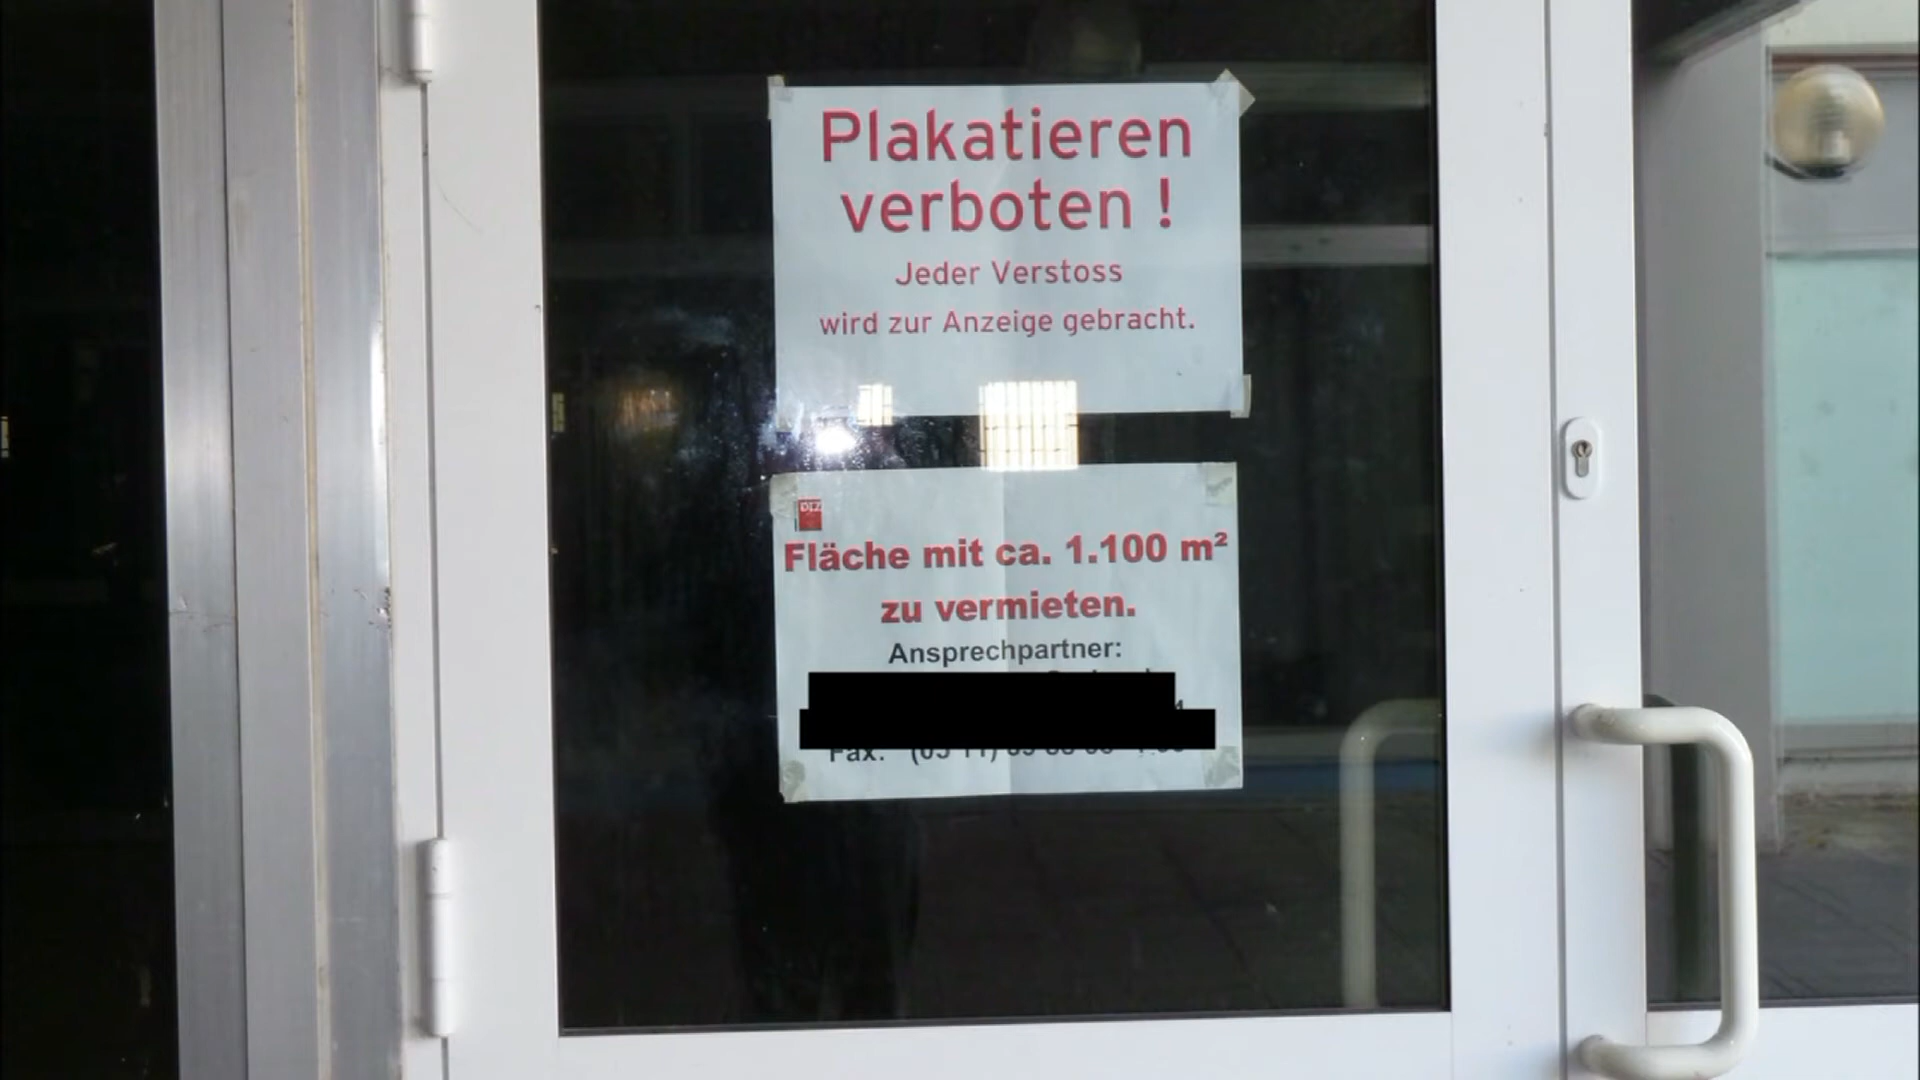 Plakatieren
verboten !
Jeder Verstoss
wird zur Anzeige gebracht.
Fläche mit ca. 1.100 m²
zu vermieten.
Ansprechpartner:
Fax: